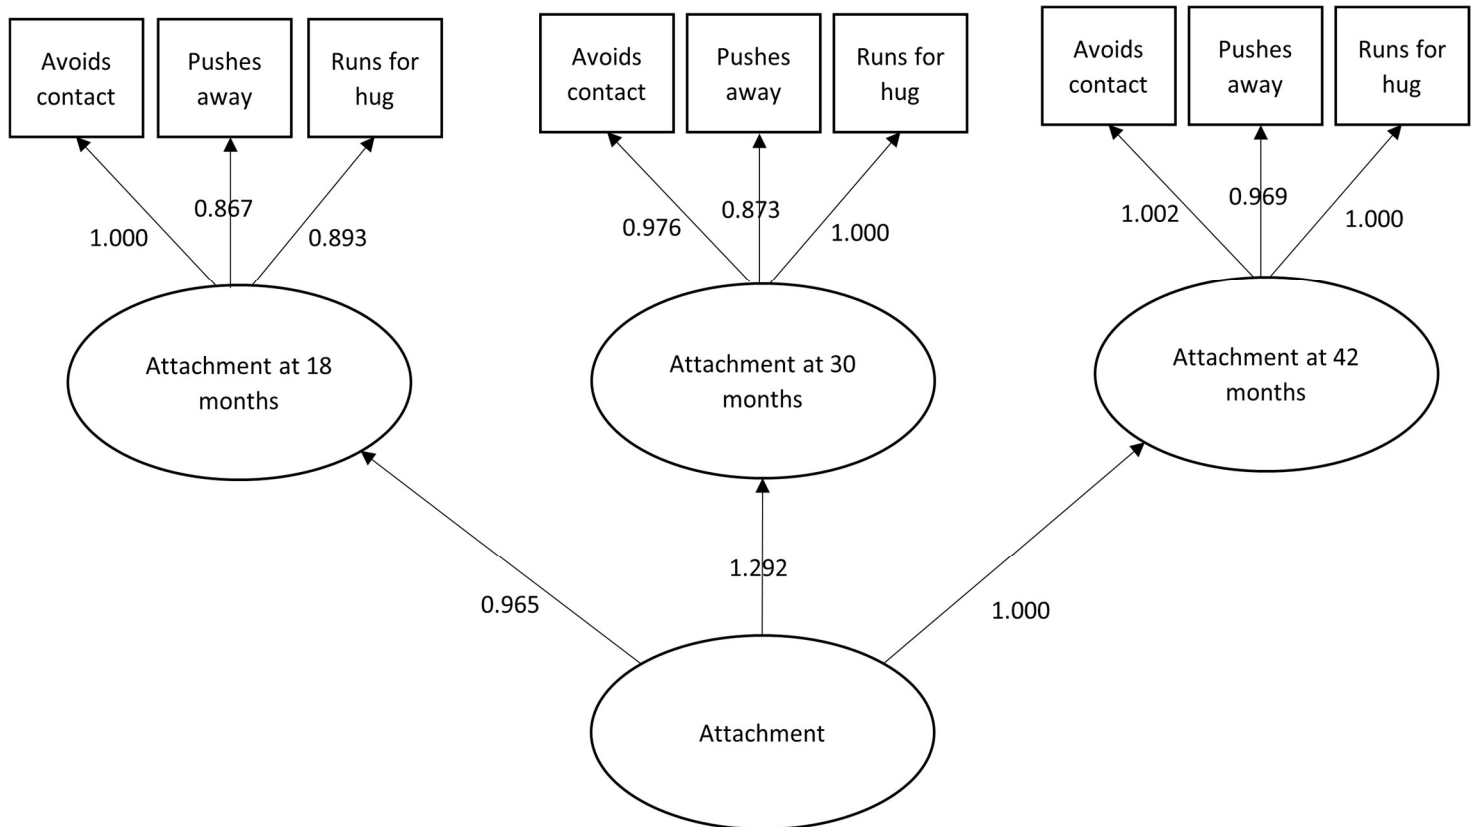 Avoids
contact
Pushes
away
Runs for
hug
Avoids
contact
Pushes
away
Runs for
hug
Avoids
contact
Pushes
away
Runs for
hug
1.000
0.867
0.893
0.976
0.873
1.000
1.002
0.969
1.000
Attachment at 18
months
Attachment at 30
months
Attachment at 42
months
0.965
1.292
1.000
Attachment